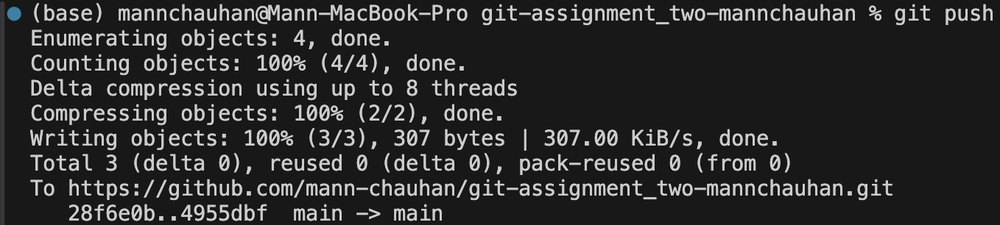 (base) mannchauhan@Mann-MacBook-Pro git-assignment_two-mannchauhan % git push
Enumerating objects: 4, done.
Counting objects: 100% (4/4), done.
Delta compression using up to 8 threads
Compressing objects: 100% (2/2), done.
Writing objects: 100% (3/3), 307 bytes | 307.00 KiB/s, done.
Total 3 (delta 0), reused 0 (delta 0), pack-reused 0 (from 0)
To https://github.com/mann-chauhan/git-assignment_two-mannchauhan.git
   28f6e0b..4955dbf  main -> main